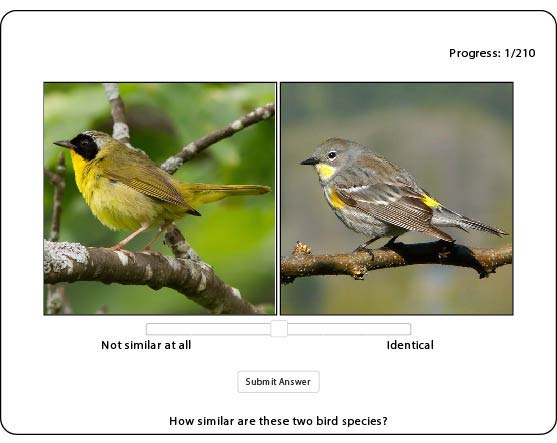 Progress: 1/210
Not similar at all
Identical
Submit Answer
How similar are these two bird species?